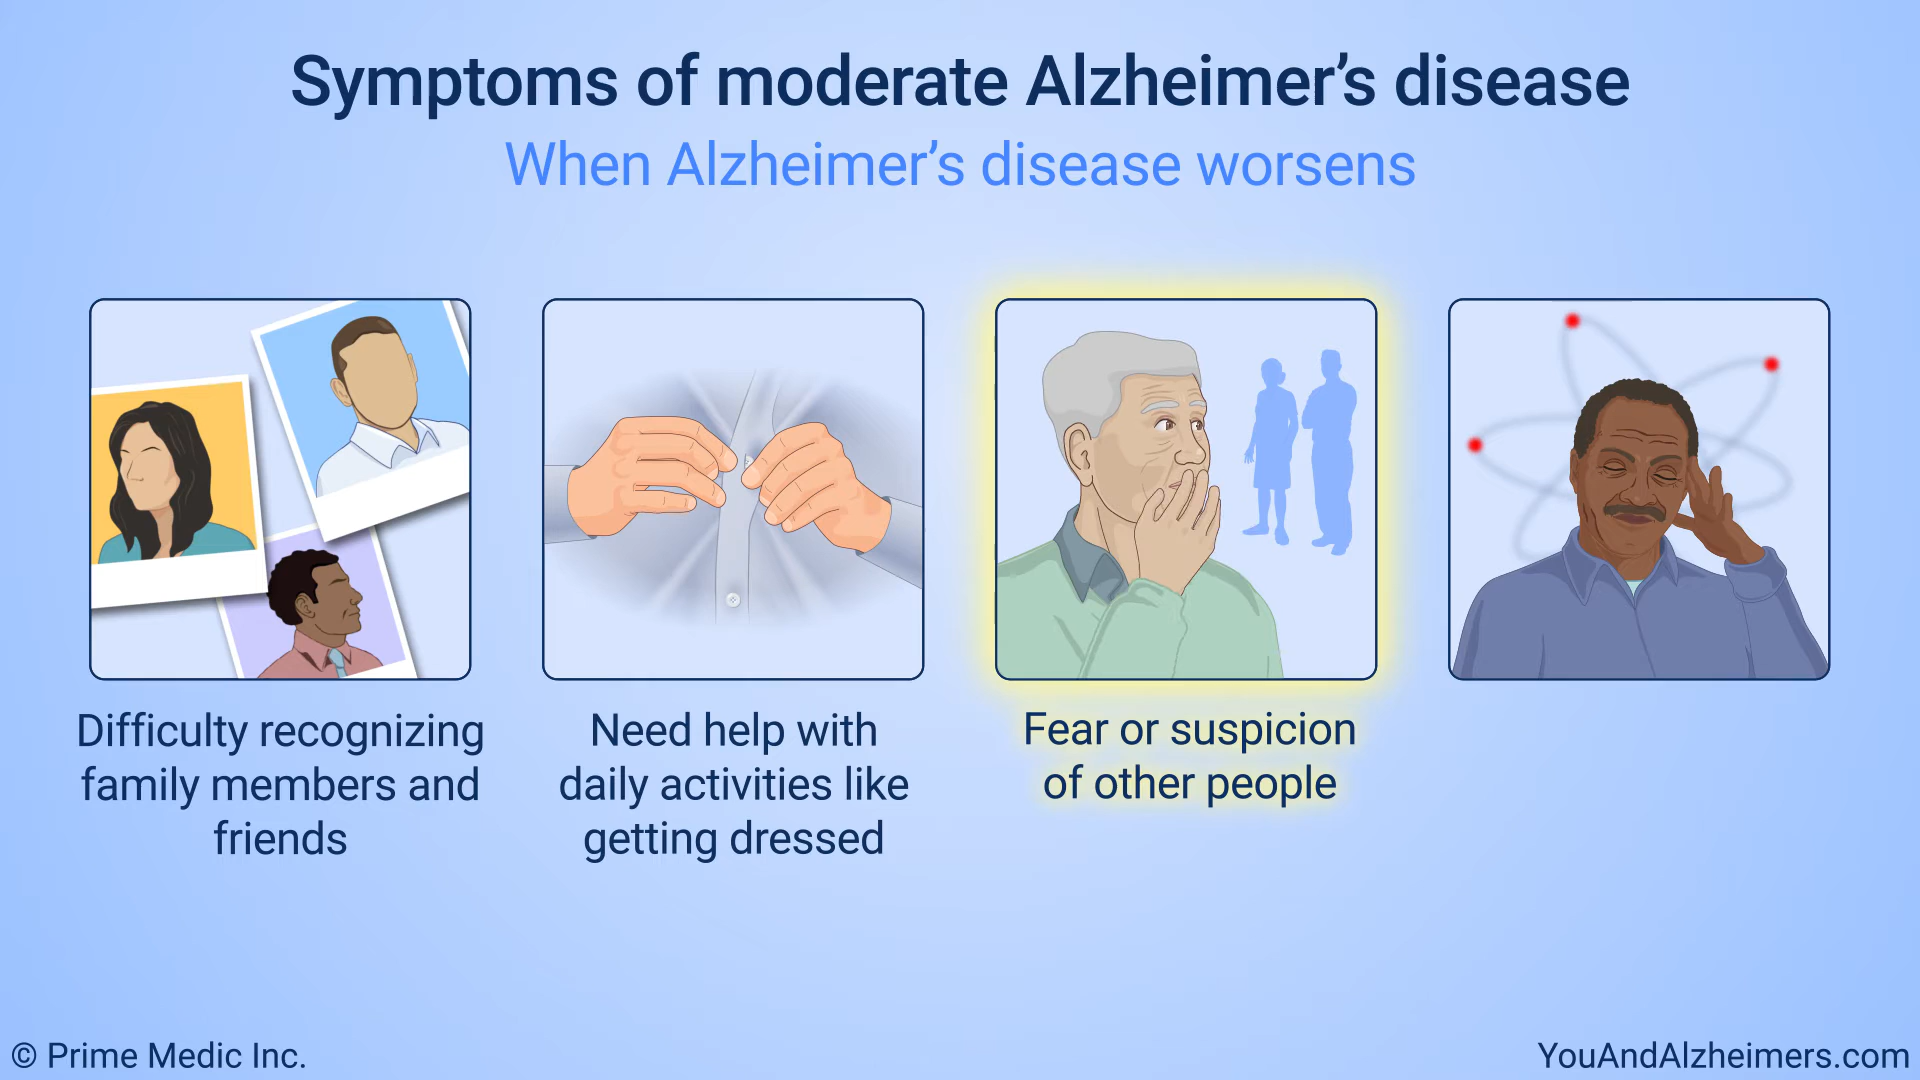 Symptoms of moderate Alzheimer’s disease
When Alzheimer’s disease worsens
Difficulty recognizing
family members and
friends
Need help with
daily activities like
getting dressed
Fear or suspicion
of other people
© Prime Medic Inc.
YouAndAlzheimers.com